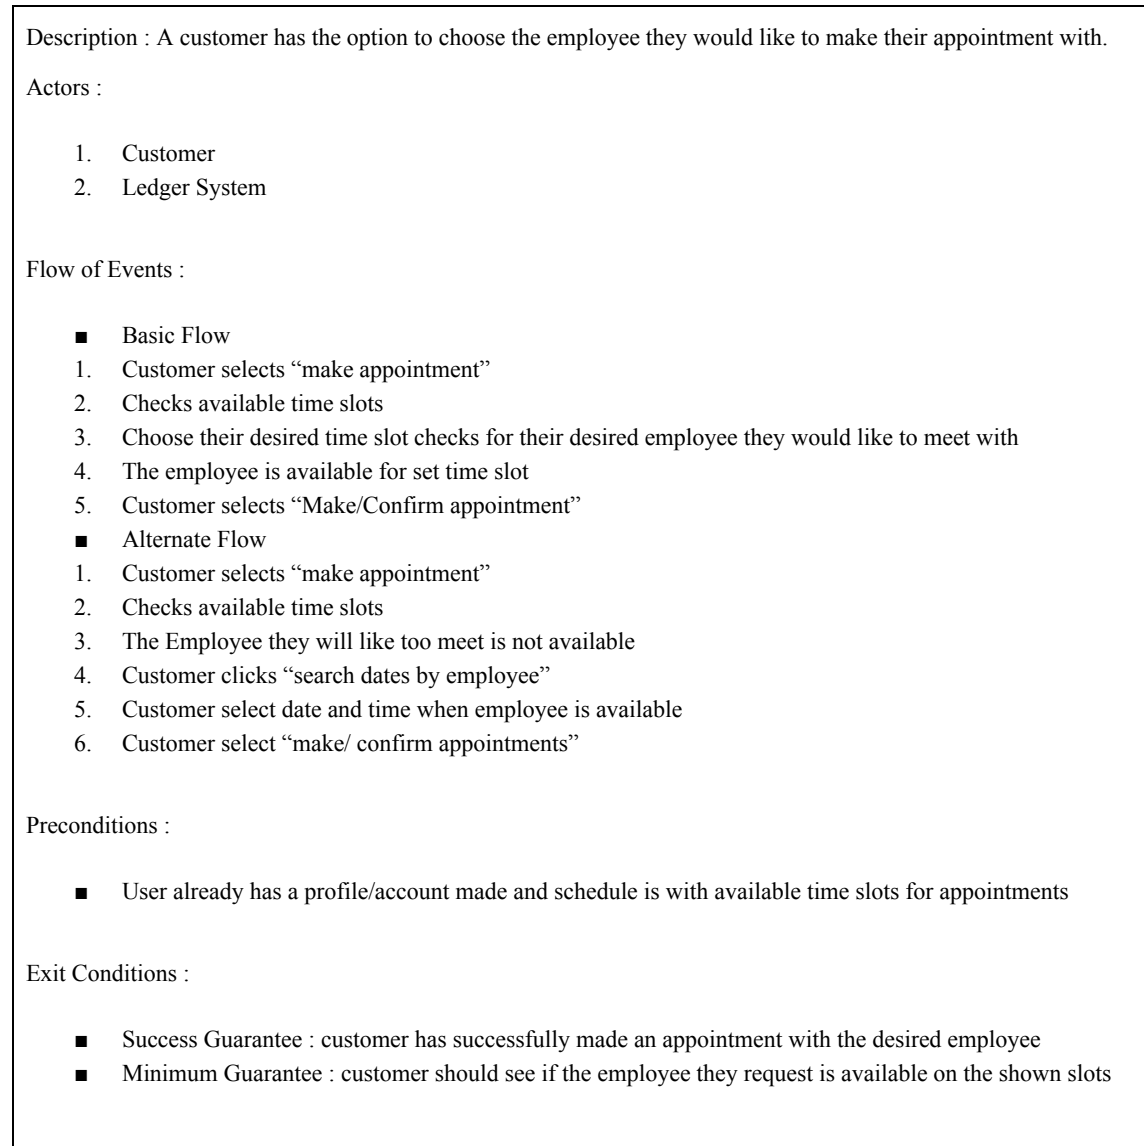 Description : A customer has the option to choose the employee they would like to make their appointment with.
Actors :
1. Customer
2. Ledger System
Flow of Events :
■ Basic Flow
1. Customer selects “make appointment”
2. Checks available time slots
3. Choose their desired time slot checks for their desired employee they would like to meet with
4. The employee is available for set time slot
5. Customer selects “Make/Confirm appointment”
■ Alternate Flow
1. Customer selects “make appointment”
2. Checks available time slots
3. The Employee they will like too meet is not available
4. Customer clicks “search dates by employee”
5. Customer select date and time when employee is available
6. Customer select “make/ confirm appointments”
Preconditions :
■ User already has a profile/account made and schedule is with available time slots for appointments
Exit Conditions :
■ Success Guarantee : customer has successfully made an appointment with the desired employee
■ Minimum Guarantee : customer should see if the employee they request is available on the shown slots